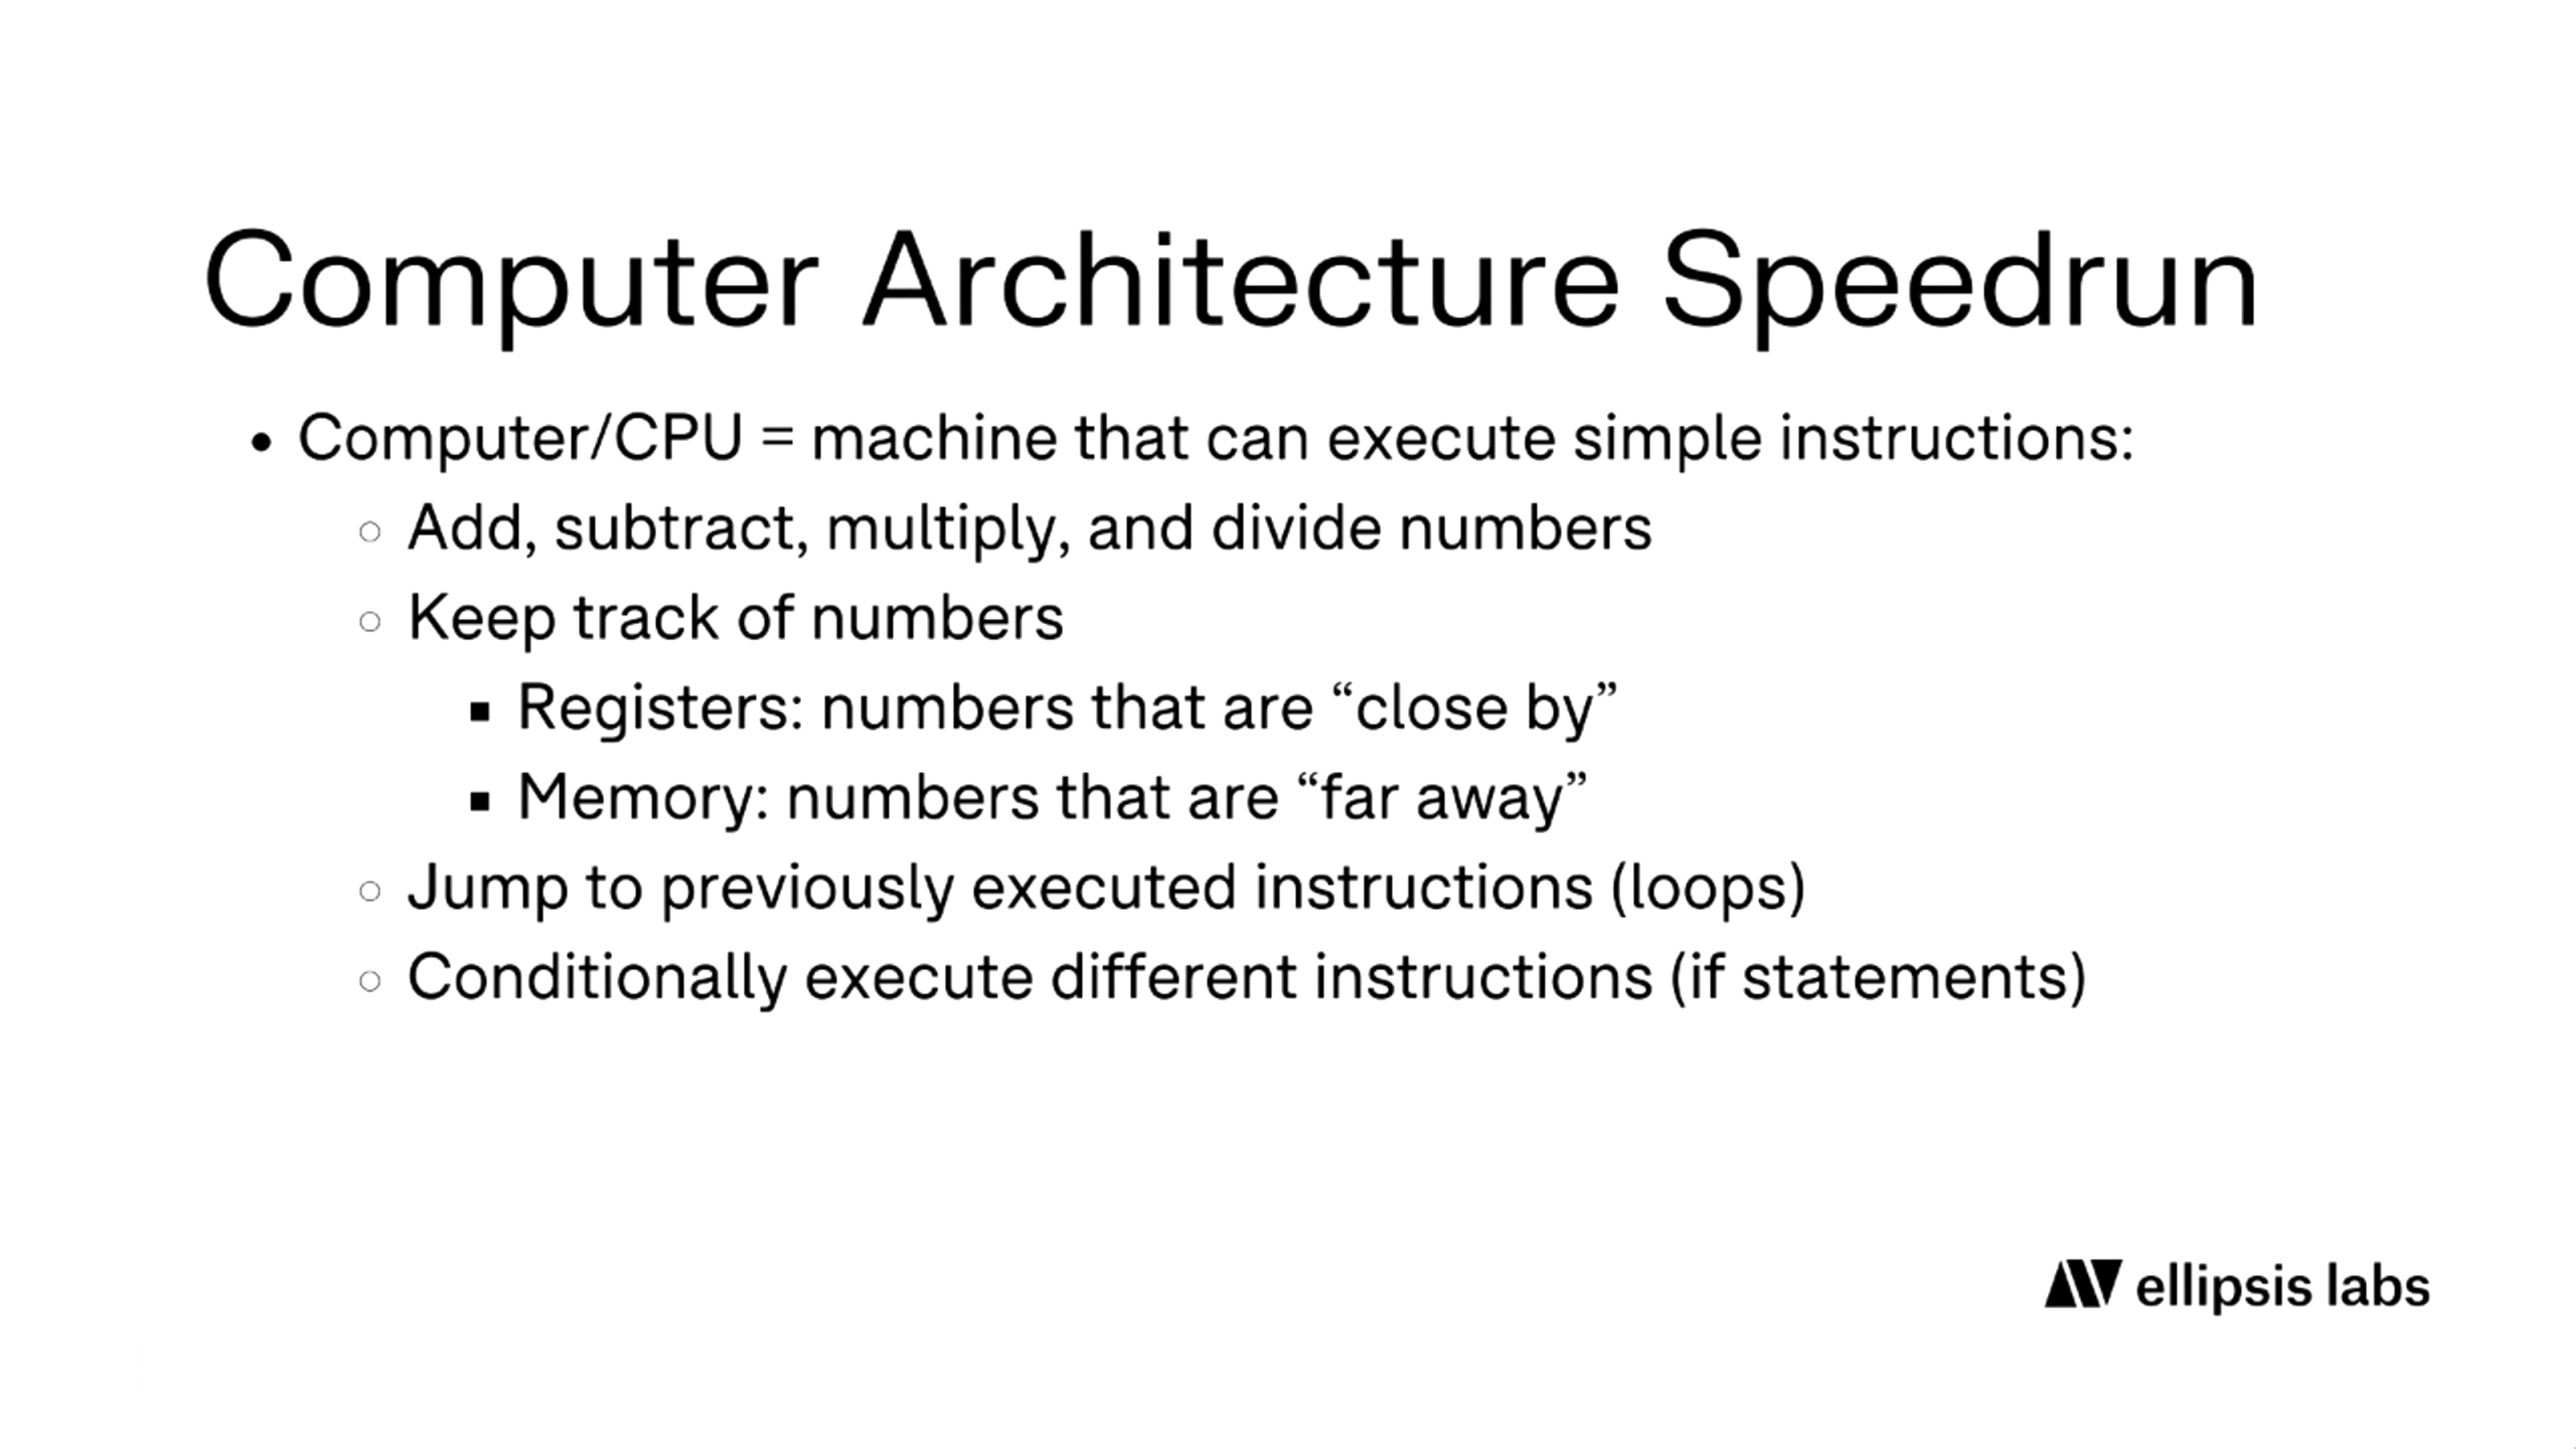 Computer Architecture Speedrun
• Computer/CPU = machine that can execute simple instructions:
○ Add, subtract, multiply, and divide numbers
○ Keep track of numbers
▪ Registers: numbers that are “close by”
▪ Memory: numbers that are “far away”
○ Jump to previously executed instructions (loops)
○ Conditionally execute different instructions (if statements)
ellipsis labs